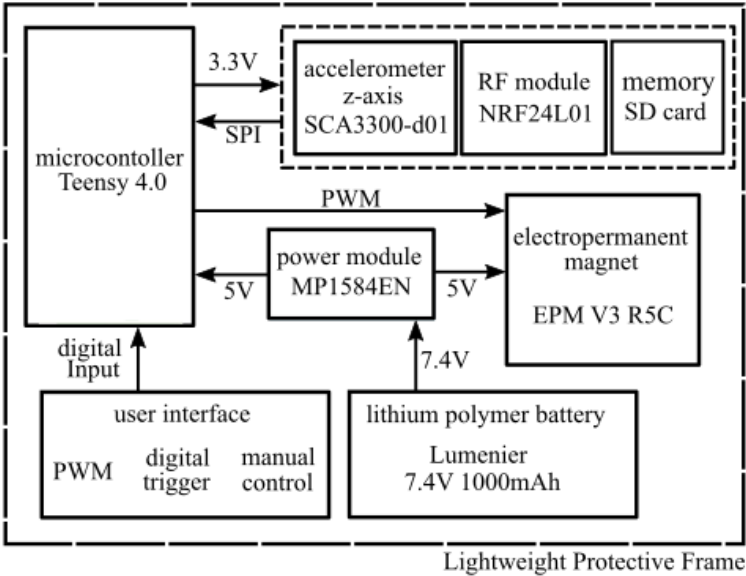 microcontoller
Teensy 4.0
3.3V
SPI
accelerometer
z-axis
SCA3300-d01
RF module
NRF24L01
memory
SD card
PWM
electropermanent
magnet
EPM V3 R5C
power module
MP1584EN
5V
5V
digital
Input
7.4V
user interface
PWM
digital
trigger
manual
control
lithium polymer battery
Lumenier
7.4V 1000mAh
Lightweight Protective Frame